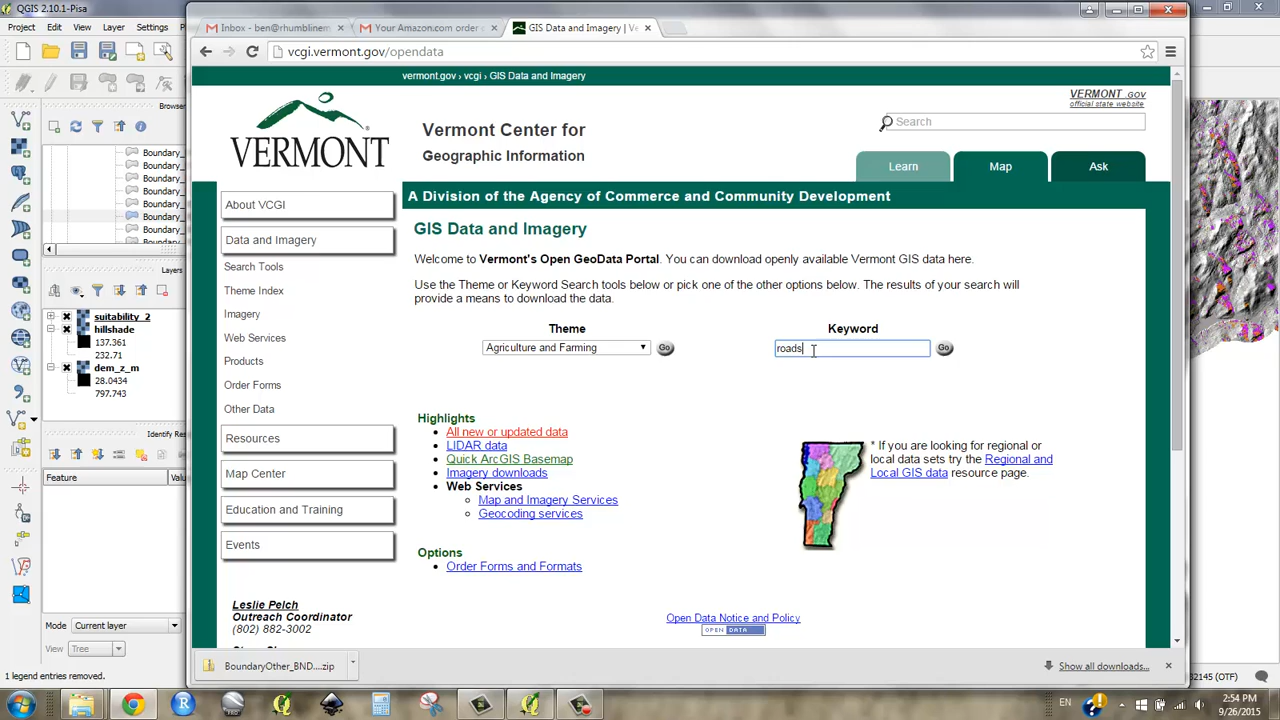 QGIS 2.10.1-Pisa
Project Edit
Settings
Browser
Boundary_
Boundary_
Boundary_
Boundary_
Boundary_
Boundary_
Boundary_
Boundary_
Layers
suitability_2
hillshade
137.361
232.71
dem_z_m
28.0434
797.743
Identify Res
Feature
Valu
Mode Current layer
View Tree
1 legend entries removed.
Inbox - ben@rhumblinem
Your Amazon.com order c
GIS Data and Imagery | Ve
vcgi.vermont.gov/opendata
vermont.gov › vcgi › GIS Data and Imagery
VERMONT .GOV
official state website
VERMONT
Vermont Center for
Geographic Information
Search
Learn
Map
Ask
A Division of the Agency of Commerce and Community Development
About VCGI
Data and Imagery
Search Tools
Theme Index
Imagery
Web Services
Products
Order Forms
Other Data
Resources
Map Center
Education and Training
Events
Leslie Pelch
Outreach Coordinator
(802) 882-3002
GIS Data and Imagery
Welcome to Vermont's Open GeoData Portal. You can download openly available Vermont GIS data here.
Use the Theme or Keyword Search tools below or pick one of the other options below. The results of your search will
provide a means to download the data.
Theme
Keyword
Agriculture and Farming
Go
roads
Go
Highlights
All new or updated data
LIDAR data
Quick ArcGIS Basemap
Imagery downloads
Web Services
Map and Imagery Services
Geocoding services
Options
Order Forms and Formats
* If you are looking for regional or
local data sets try the Regional and
Local GIS data resource page.
Open Data Notice and Policy
OPEN DATA
BoundaryOther_BND....zip
Show all downloads...
32145 (OTF)
EN
2:54 PM
9/26/2015